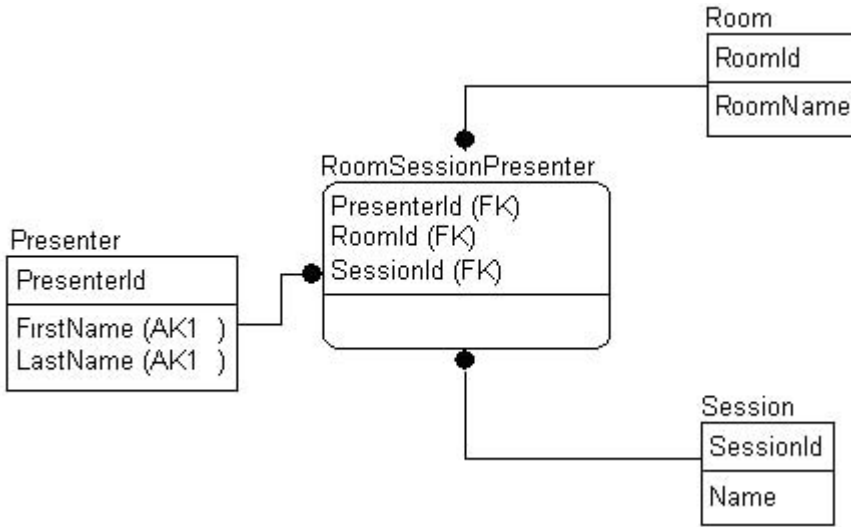 Room
RoomId
RoomName
RoomSessionPresenter
PresenterId (FK)
RoomId (FK)
SessionId (FK)
Presenter
PresenterId
FirstName (AK1 )
LastName (AK1 )
Session
SessionId
Name